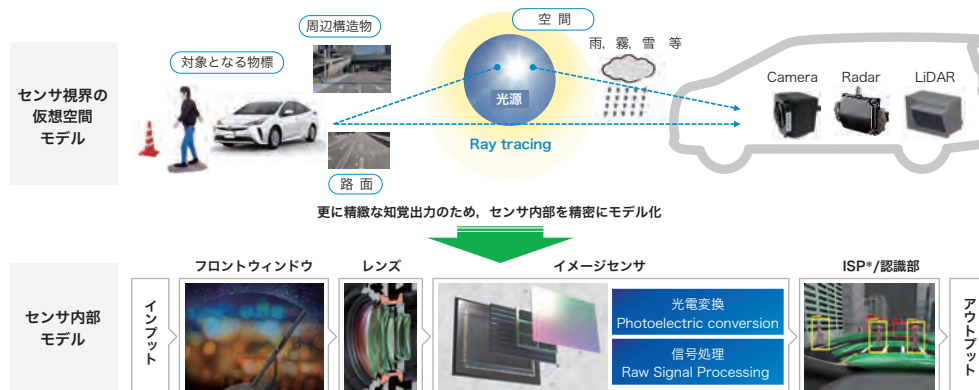 センサ視界の
仮想空間
モデル
対象となる物標
周辺構造物
路 面
空 間
光源
Ray tracing
雨，霧，雪 等
Camera
Radar
LiDAR
更に精緻な知覚出力のため，センサ内部を精密にモデル化
センサ内部
モデル
インプット
フロントウィンドウ
レンズ
イメージセンサ
光電変換
Photoelectric conversion
信号処理
Raw Signal Processing
ISP*/認識部
アウトプット